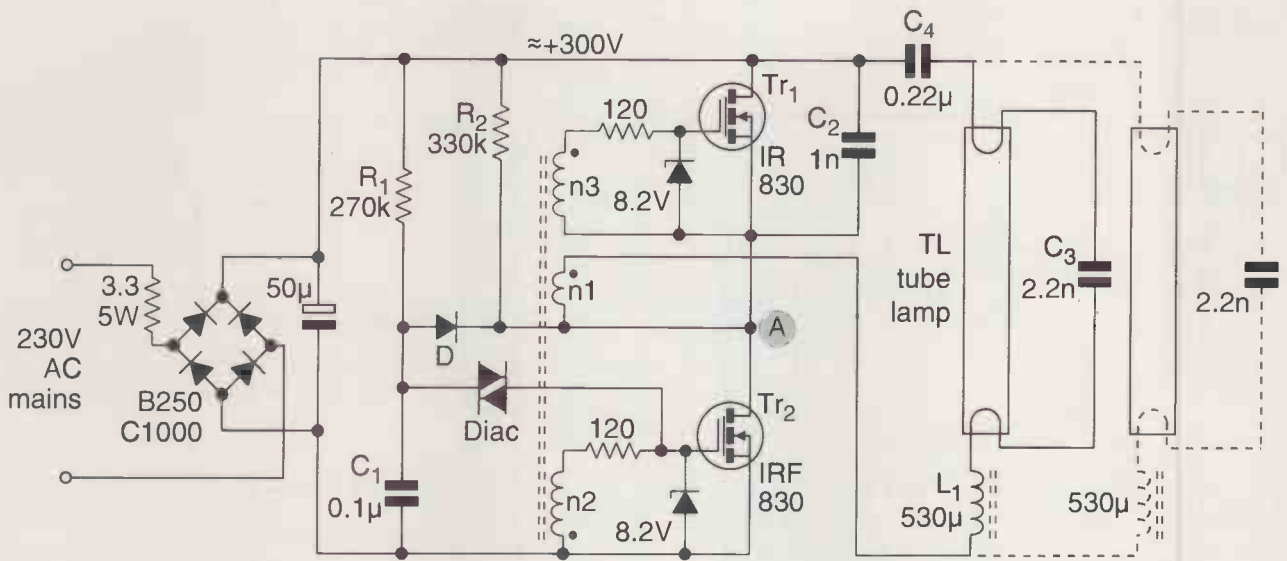 ≈+300V
C₄
0.22µ
Tr₁
120
R₂
330k
C₂
1n
IR
830
n3
8.2V
R₁
270k
TL
tube
lamp
C₃
2.2n
2.2n
3.3
5W
50µ
n1
A
D
230V
AC
mains
B250
C1000
Diac
Tr₂
120
IRF
830
C₁
0.1µ
n2
8.2V
L₁
530µ
530µ